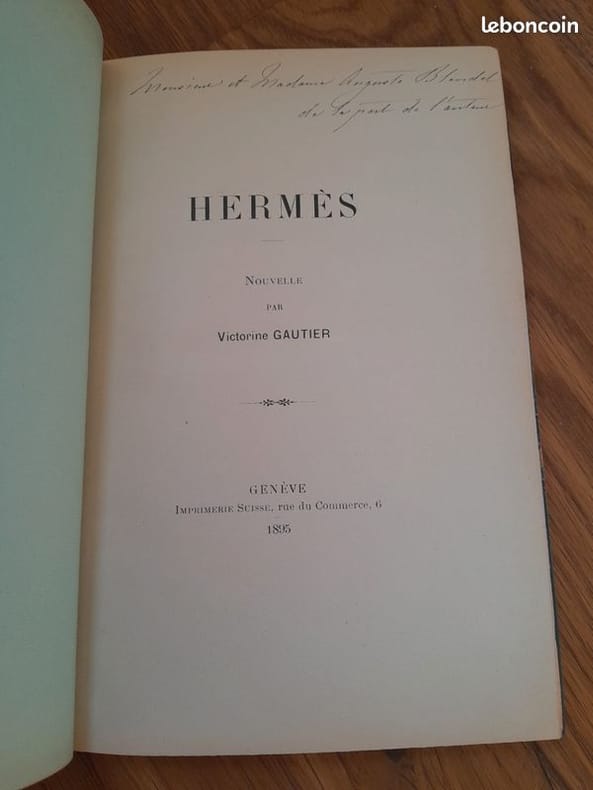 leboncoin
Monsieur et Madame Auguste Blondel
de la part de l'auteur
HERMÈS
NOUVELLE
PAR
Victorine GAUTIER
GENÈVE
IMPRIMERIE SUISSE, rue du Commerce, 6
1895